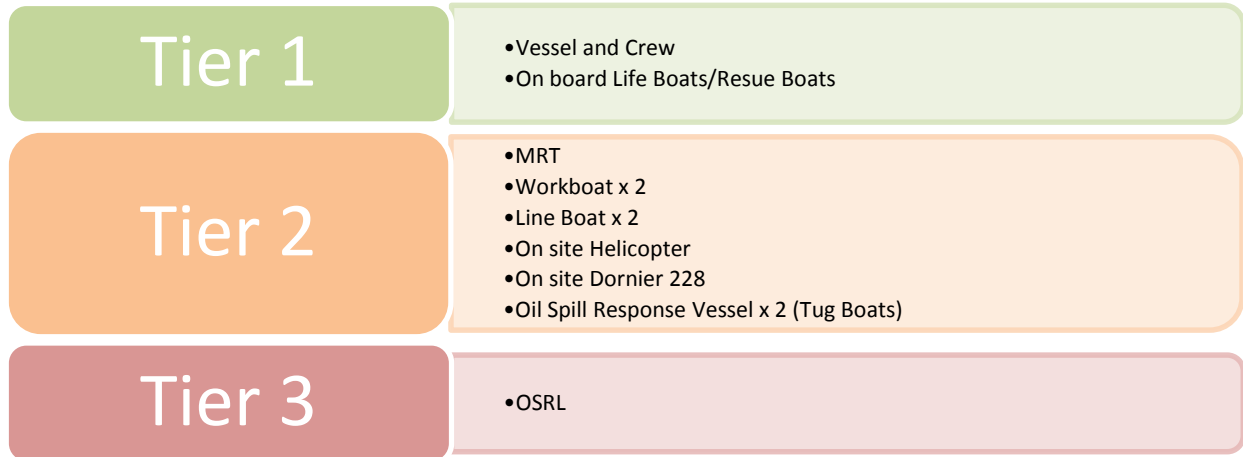 Tier 1
•Vessel and Crew
•On board Life Boats/Resue Boats
Tier 2
•MRT
•Workboat x 2
•Line Boat x 2
•On site Helicopter
•On site Dornier 228
•Oil Spill Response Vessel x 2 (Tug Boats)
Tier 3
•OSRL